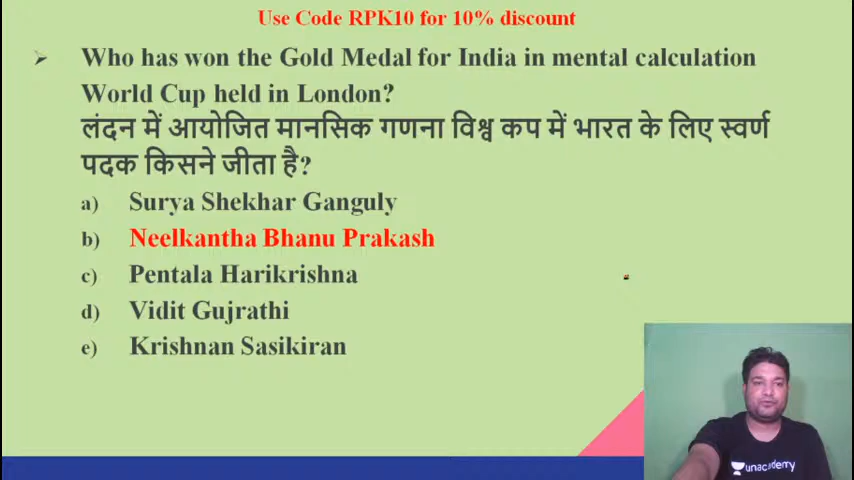 Use Code RPK10 for 10% discount
Who has won the Gold Medal for India in mental calculation
World Cup held in London?
लंदन में आयोजित मानसिक गणना विश्व कप में भारत के लिए स्वर्ण
पदक किसने जीता है?
a) Surya Shekhar Ganguly
b) Neelkantha Bhanu Prakash
c) Pentala Harikrishna
d) Vidit Gujrathi
e) Krishnan Sasikiran
unacademy